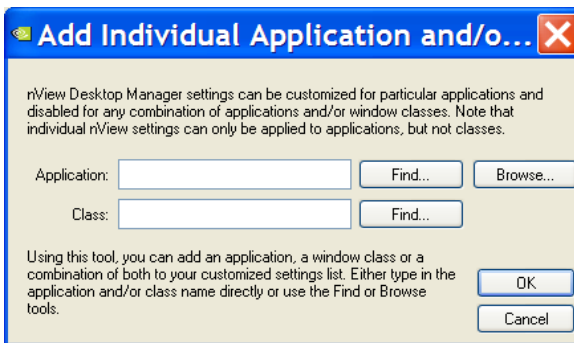 Add Individual Application and/o...
nView Desktop Manager settings can be customized for particular applications and
disabled for any combination of applications and/or window classes. Note that
individual nView settings can only be applied to applications, but not classes.
Application: Find... Browse...
Class: Find...
Using this tool, you can add an application, a window class or a
combination of both to your customized settings list. Either type in the
application and/or class name directly or use the Find or Browse
tools.
OK
Cancel